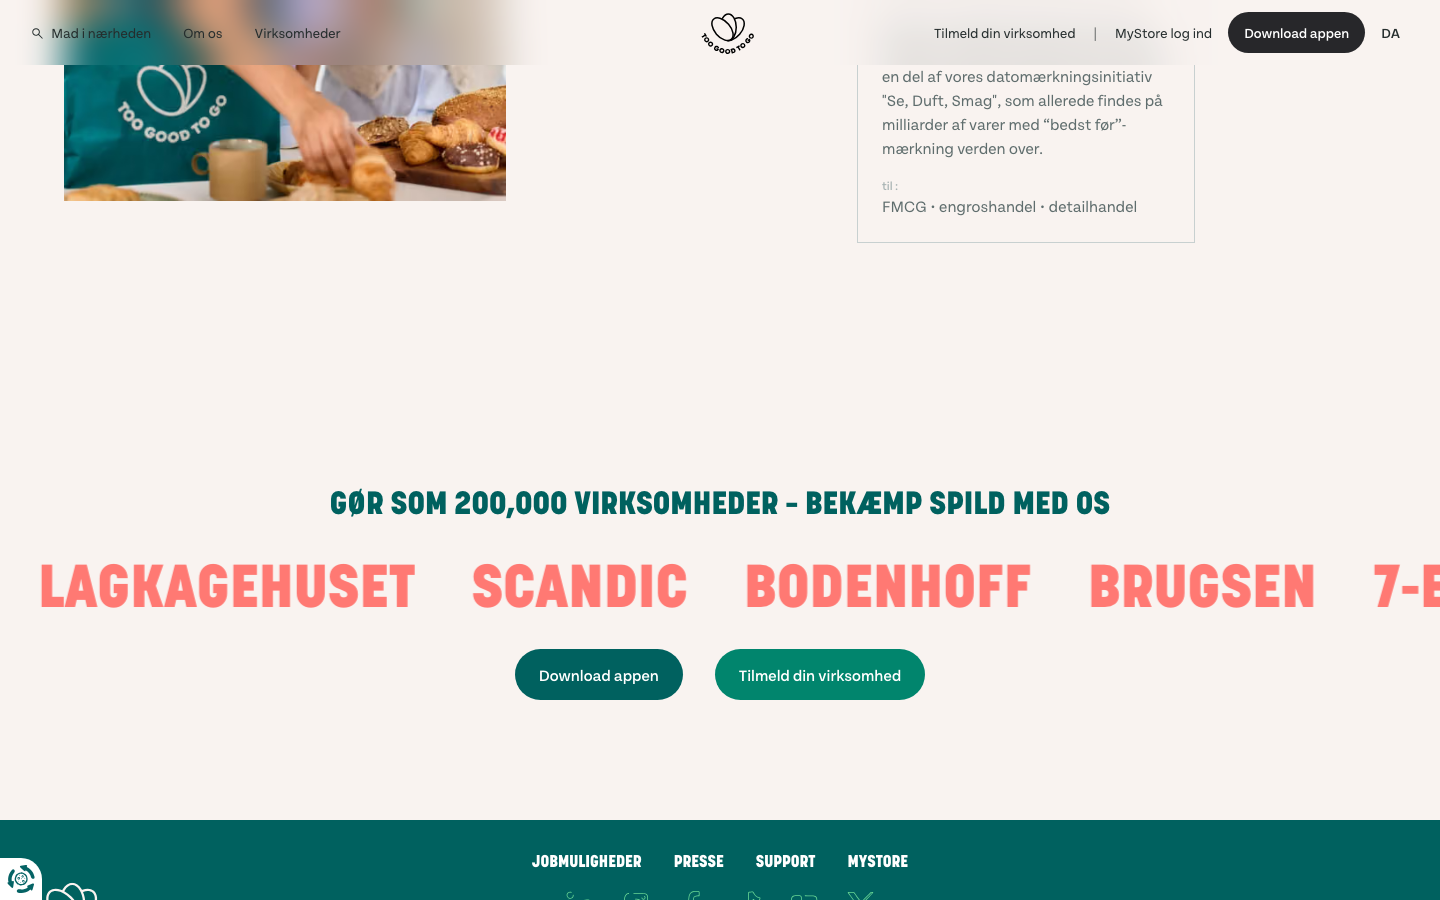 Mad i nærheden
Om os
Virksomheder
TOO GOOD TO GO
Tilmeld din virksomhed
|
MyStore log ind
Download appen
DA
TOO GOOD TO GO
en del af vores datomærkningsinitiativ
"Se, Duft, Smag", som allerede findes på
milliarder af varer med “bedst før”-
mærkning verden over.
til :
FMCG • engroshandel • detailhandel
GØR SOM 200,000 VIRKSOMHEDER – BEKÆMP SPILD MED OS
LAGKAGEHUSET SCANDIC BODENHOFF BRUGSEN 7-E
Download appen
Tilmeld din virksomhed
JOBMULIGHEDER
PRESSE
SUPPORT
MYSTORE